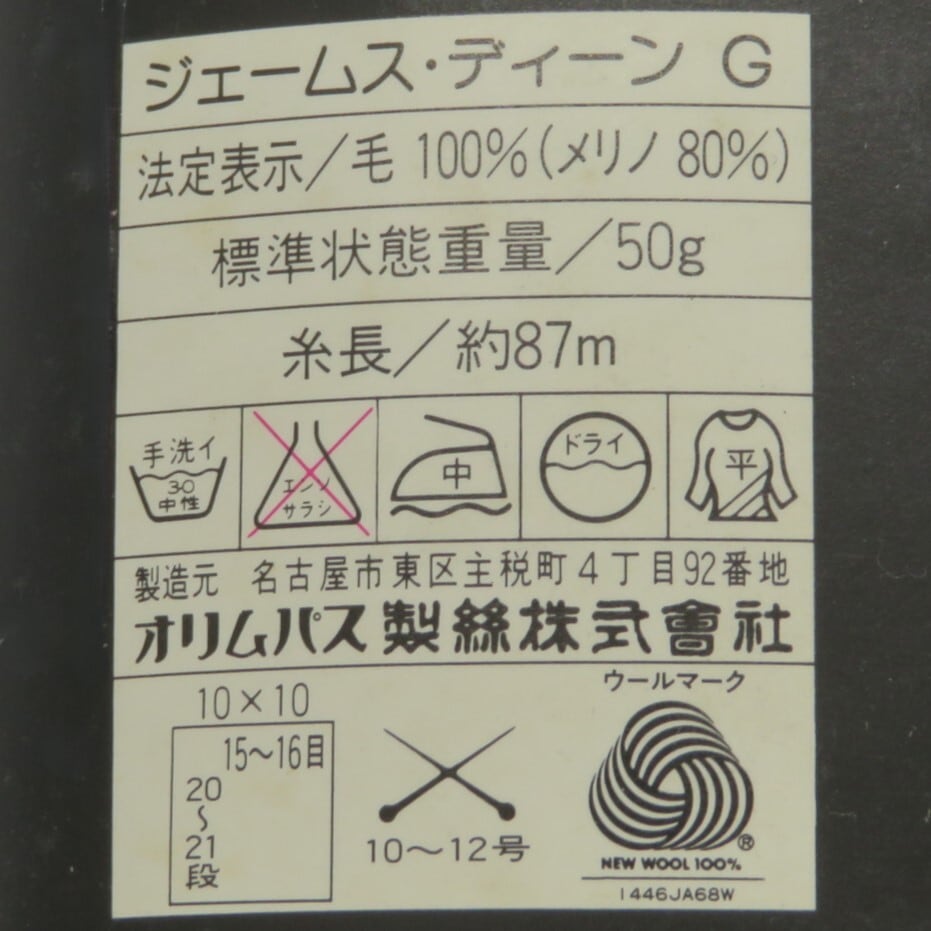 ジェームス・ディーン G
法定表示/毛 100%(メリノ 80%)
標準状態重量/50g
糸長/約87m
手洗イ
30
中性
エンソ
サラシ
中
ドライ
平
製造元 名古屋市東区主税町4丁目92番地
オリムパス製絲株式會社
10×10
15〜16目
20
〜
21
段
10〜12号
ウールマーク
®
NEW WOOL 100%
1446JA68W